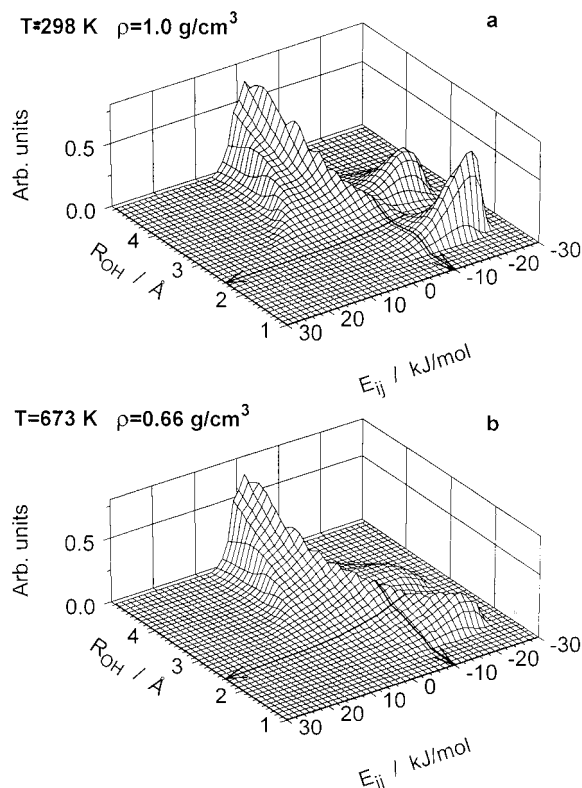 T=298 K ρ=1.0 g/cm³
a
Arb. units
0.5
0.0
4
3
2
1
R_OH / Å
30
20
10
0
-10
-20
-30
E_ij / kJ/mol
T=673 K ρ=0.66 g/cm³
b
Arb. units
0.5
0.0
4
3
2
1
R_OH / Å
30
20
10
0
-10
-20
-30
E_ij / kJ/mol